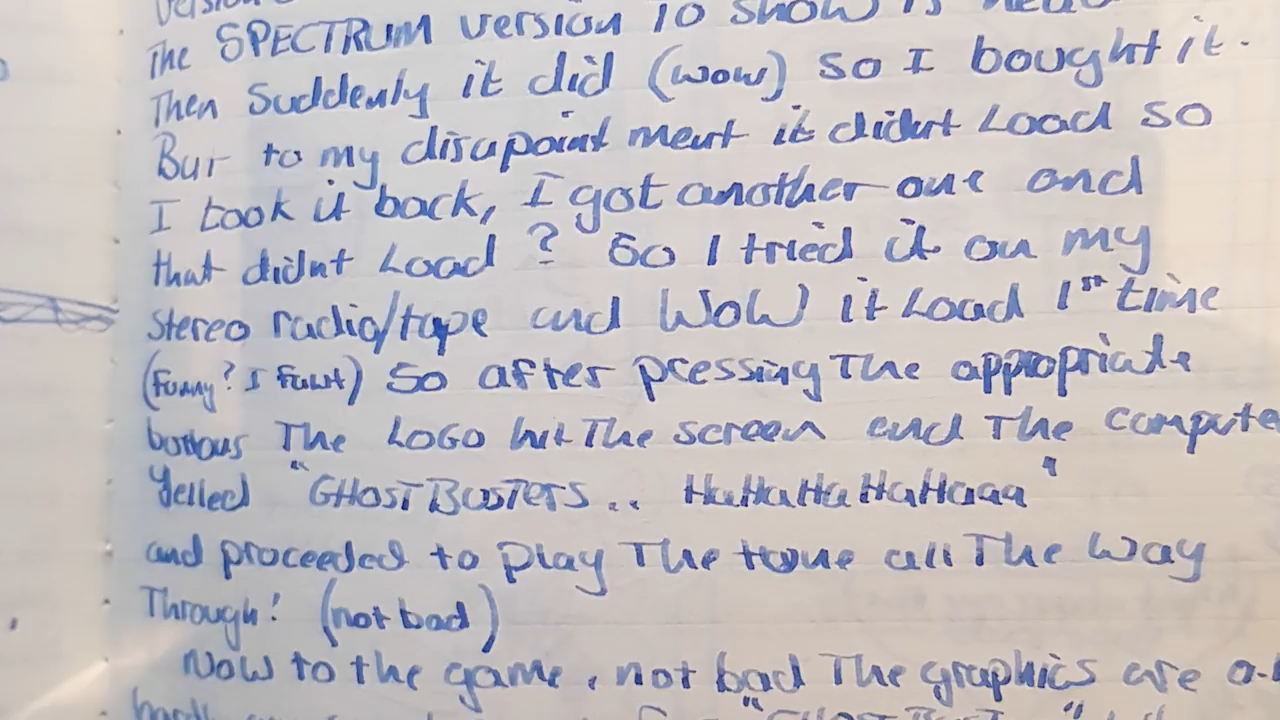 The SPECTRUM version to show is
Then Suddenly it did (wow) so I bought it.
But to my disapoint ment it didnt Load so
I took it back, I got another one and
that didnt Load? So I tried it on my
stereo radio/tape and WoW it Load 1st time
(Funny?) So after pressing The appropriate
The LOGO hit The screen and The compute
Yelled "GHOSTBUSTERS.. HaHaHaHaHaaa"
and proceeded to play The tune all The way
Through! (not bad)
Now to the game, not bad The graphics are